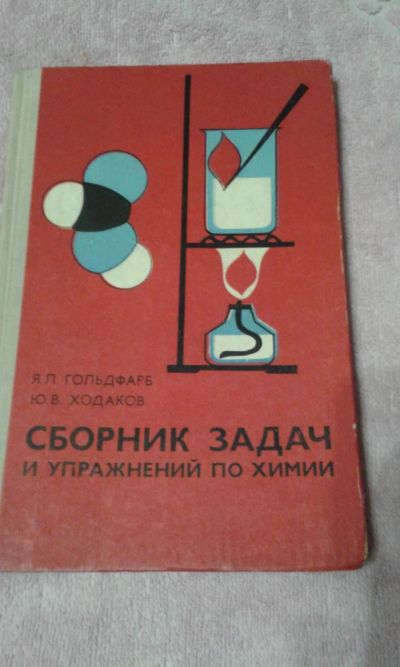 Я.Л. ГОЛЬДФАРБ
Ю.В. ХОДАКОВ
СБОРНИК ЗАДАЧ
И УПРАЖНЕНИЙ ПО ХИМИИ